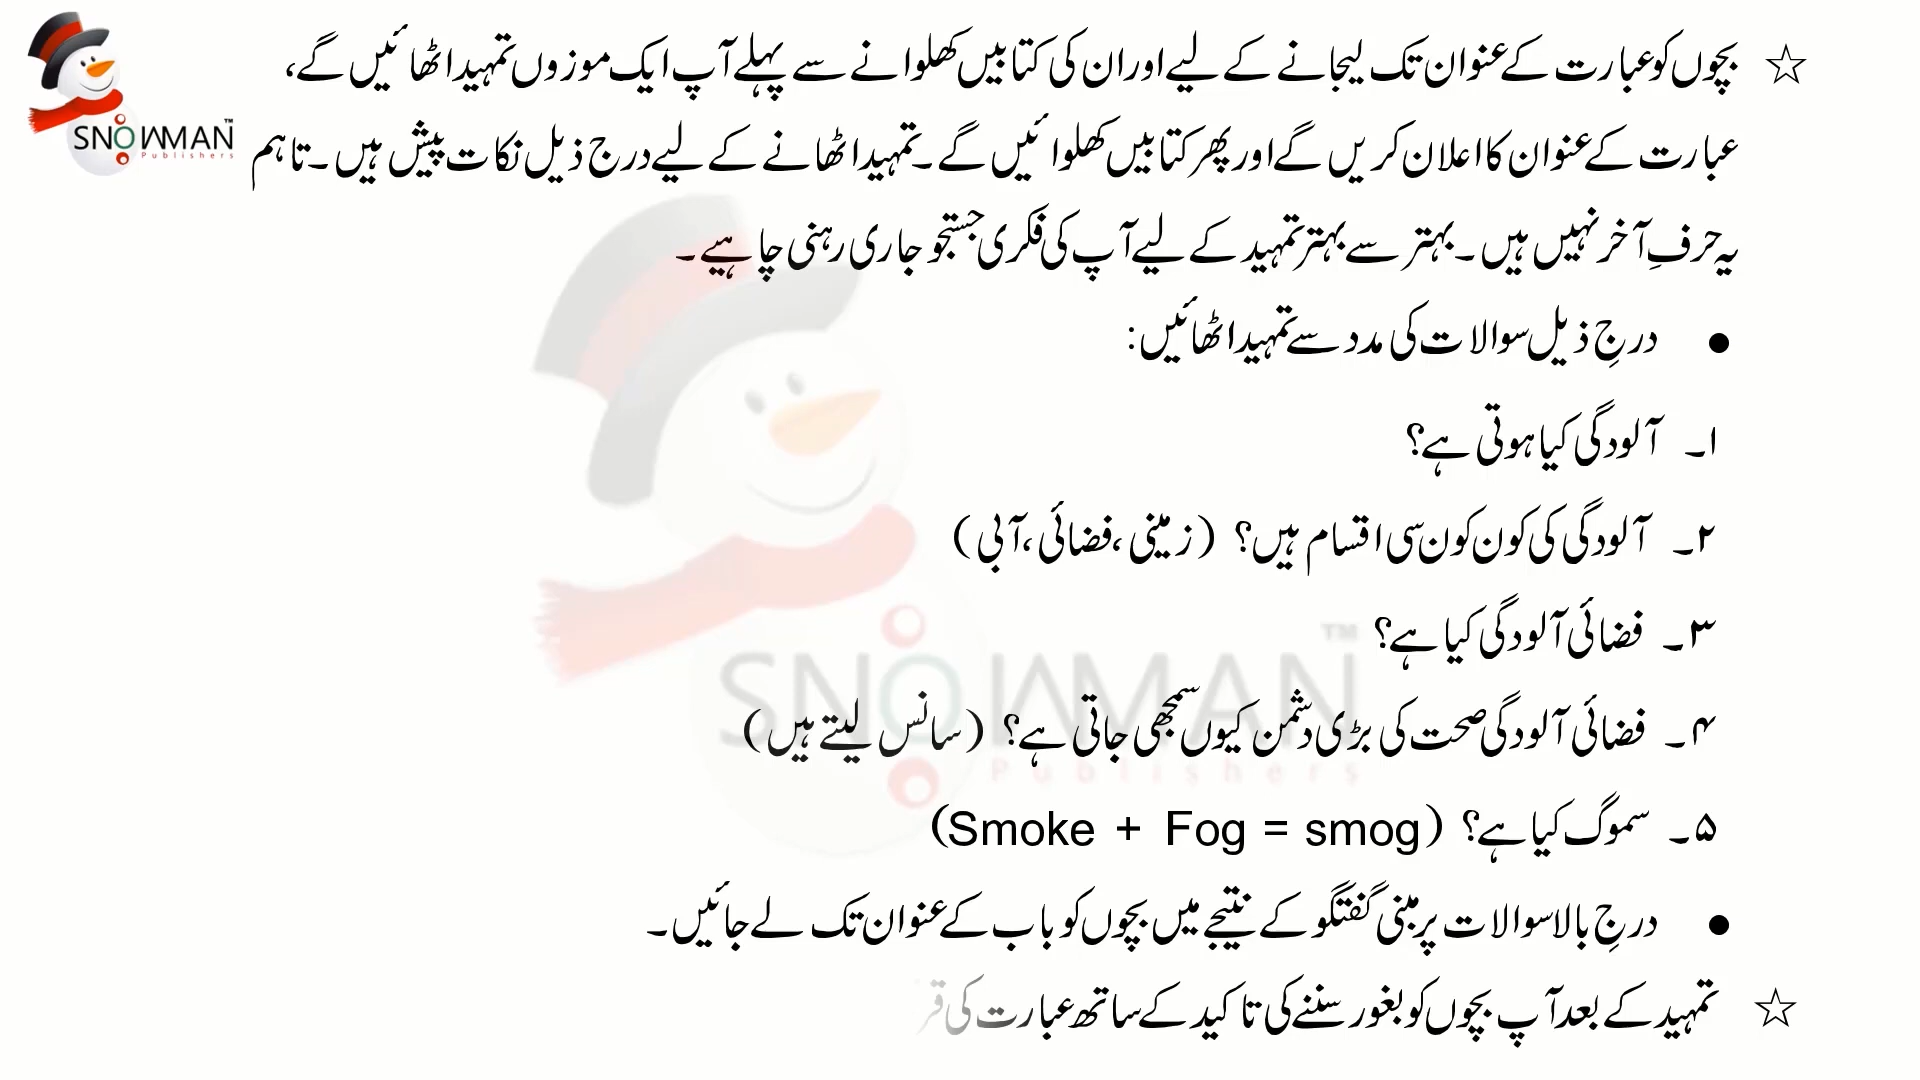 SNOWMAN™
Publishers
☆ بچوں کو عبارت کے عنوان تک لیجانے کے لیے اور ان کی کتابیں کھلوانے سے پہلے آپ ایک موزوں تمہید اٹھائیں گے،
عبارت کے عنوان کا اعلان کریں گے اور پھر کتابیں کھلوائیں گے۔ تمہید اٹھانے کے لیے درج ذیل نکات پیش ہیں۔ تاہم
یہ حرفِ آخر نہیں ہیں۔ بہتر سے بہتر تمہید کے لیے آپ کی فکری جستجو جاری رہنی چاہیے۔
● درجِ ذیل سوالات کی مدد سے تمہید اٹھائیں:
۱۔ آلودگی کیا ہوتی ہے؟
۲۔ آلودگی کی کون کون سی اقسام ہیں؟ (زمینی، فضائی، آبی)
۳۔ فضائی آلودگی کیا ہے؟
۴۔ فضائی آلودگی صحت کی بڑی دشمن کیوں سمجھی جاتی ہے؟ (سانس لیتے ہیں)
۵۔ سموگ کیا ہے؟ (Smoke + Fog = smog)
● درجِ بالا سوالات پر مبنی گفتگو کے نتیجے میں بچوں کو باب کے عنوان تک لے جائیں۔
☆ تمہید کے بعد آپ بچوں کو بغور سننے کی تاکید کے ساتھ عبارت کی